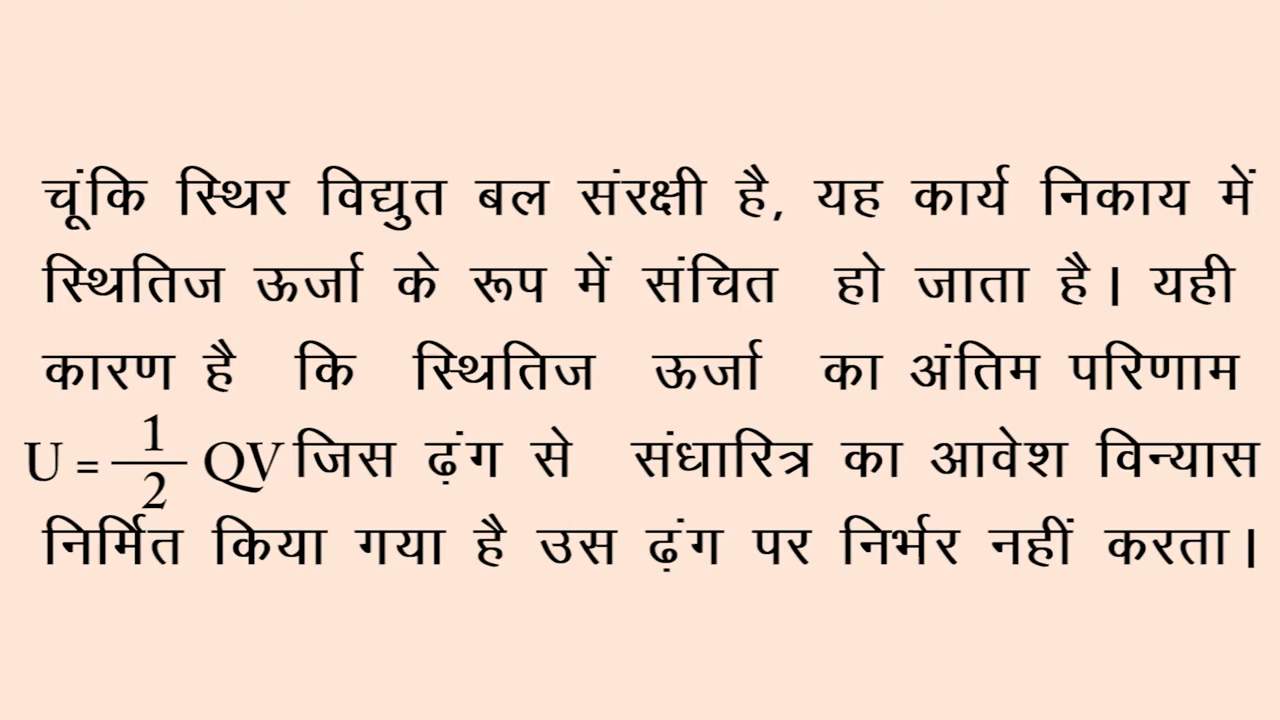 चूंकि स्थिर विद्युत बल संरक्षी है, यह कार्य निकाय में
स्थितिज ऊर्जा के रूप में संचित हो जाता है। यही
कारण है कि स्थितिज ऊर्जा का अंतिम परिणाम
U = 1/2 QV जिस ढ़ंग से संधारित्र का आवेश विन्यास
निर्मित किया गया है उस ढ़ंग पर निर्भर नहीं करता।